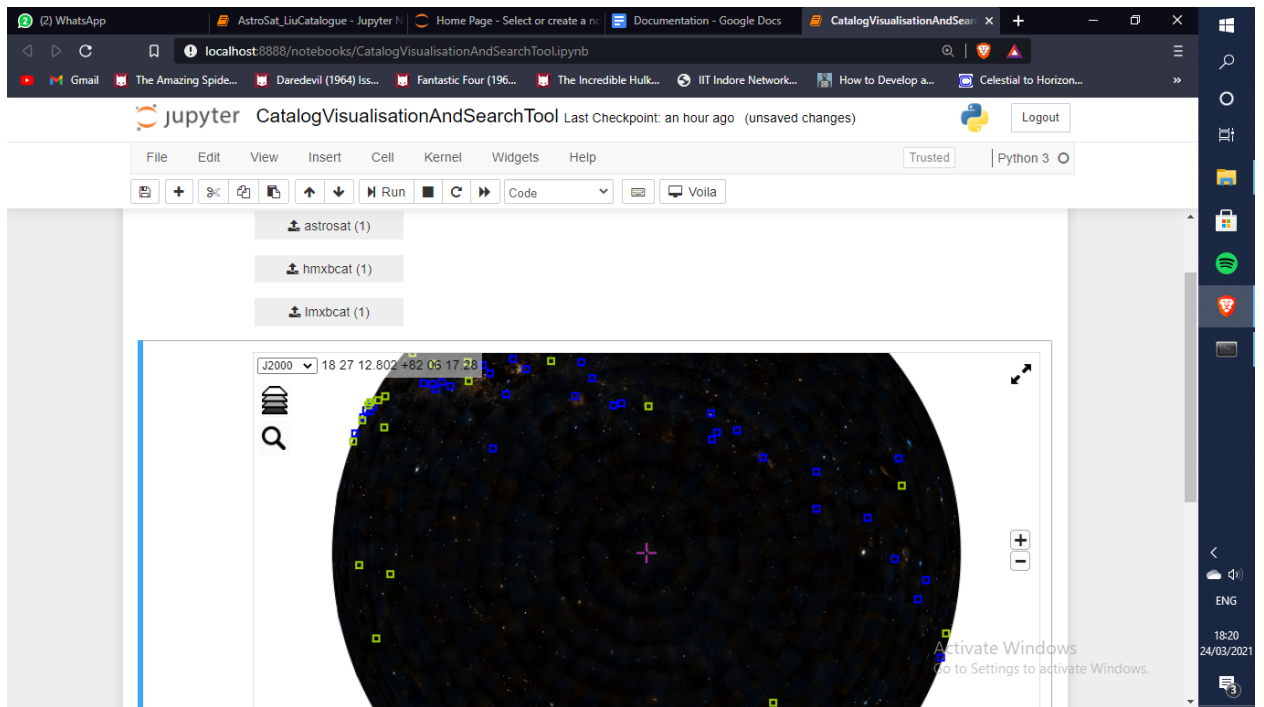 (2) WhatsApp
AstroSat_LiuCatalogue - Jupyter N
Home Page - Select or create a no
Documentation - Google Docs
CatalogVisualisationAndSearc
localhost:8888/notebooks/CatalogVisualisationAndSearchTool.ipynb
Gmail
The Amazing Spide...
Daredevil (1964) Iss...
Fantastic Four (196...
The Incredible Hulk...
IIT Indore Network...
How to Develop a...
Celestial to Horizon...
»
jupyter CatalogVisualisationAndSearchTool Last Checkpoint: an hour ago (unsaved changes)
Logout
File Edit View Insert Cell Kernel Widgets Help
Trusted
Python 3
Run
Code
Voila
astrosat (1)
hmxbcat (1)
lmxbcat (1)
J2000 18 27 12.802 +82 06 17.28
Activate Windows
Go to Settings to activate Windows.
ENG
18:20
24/03/2021
3